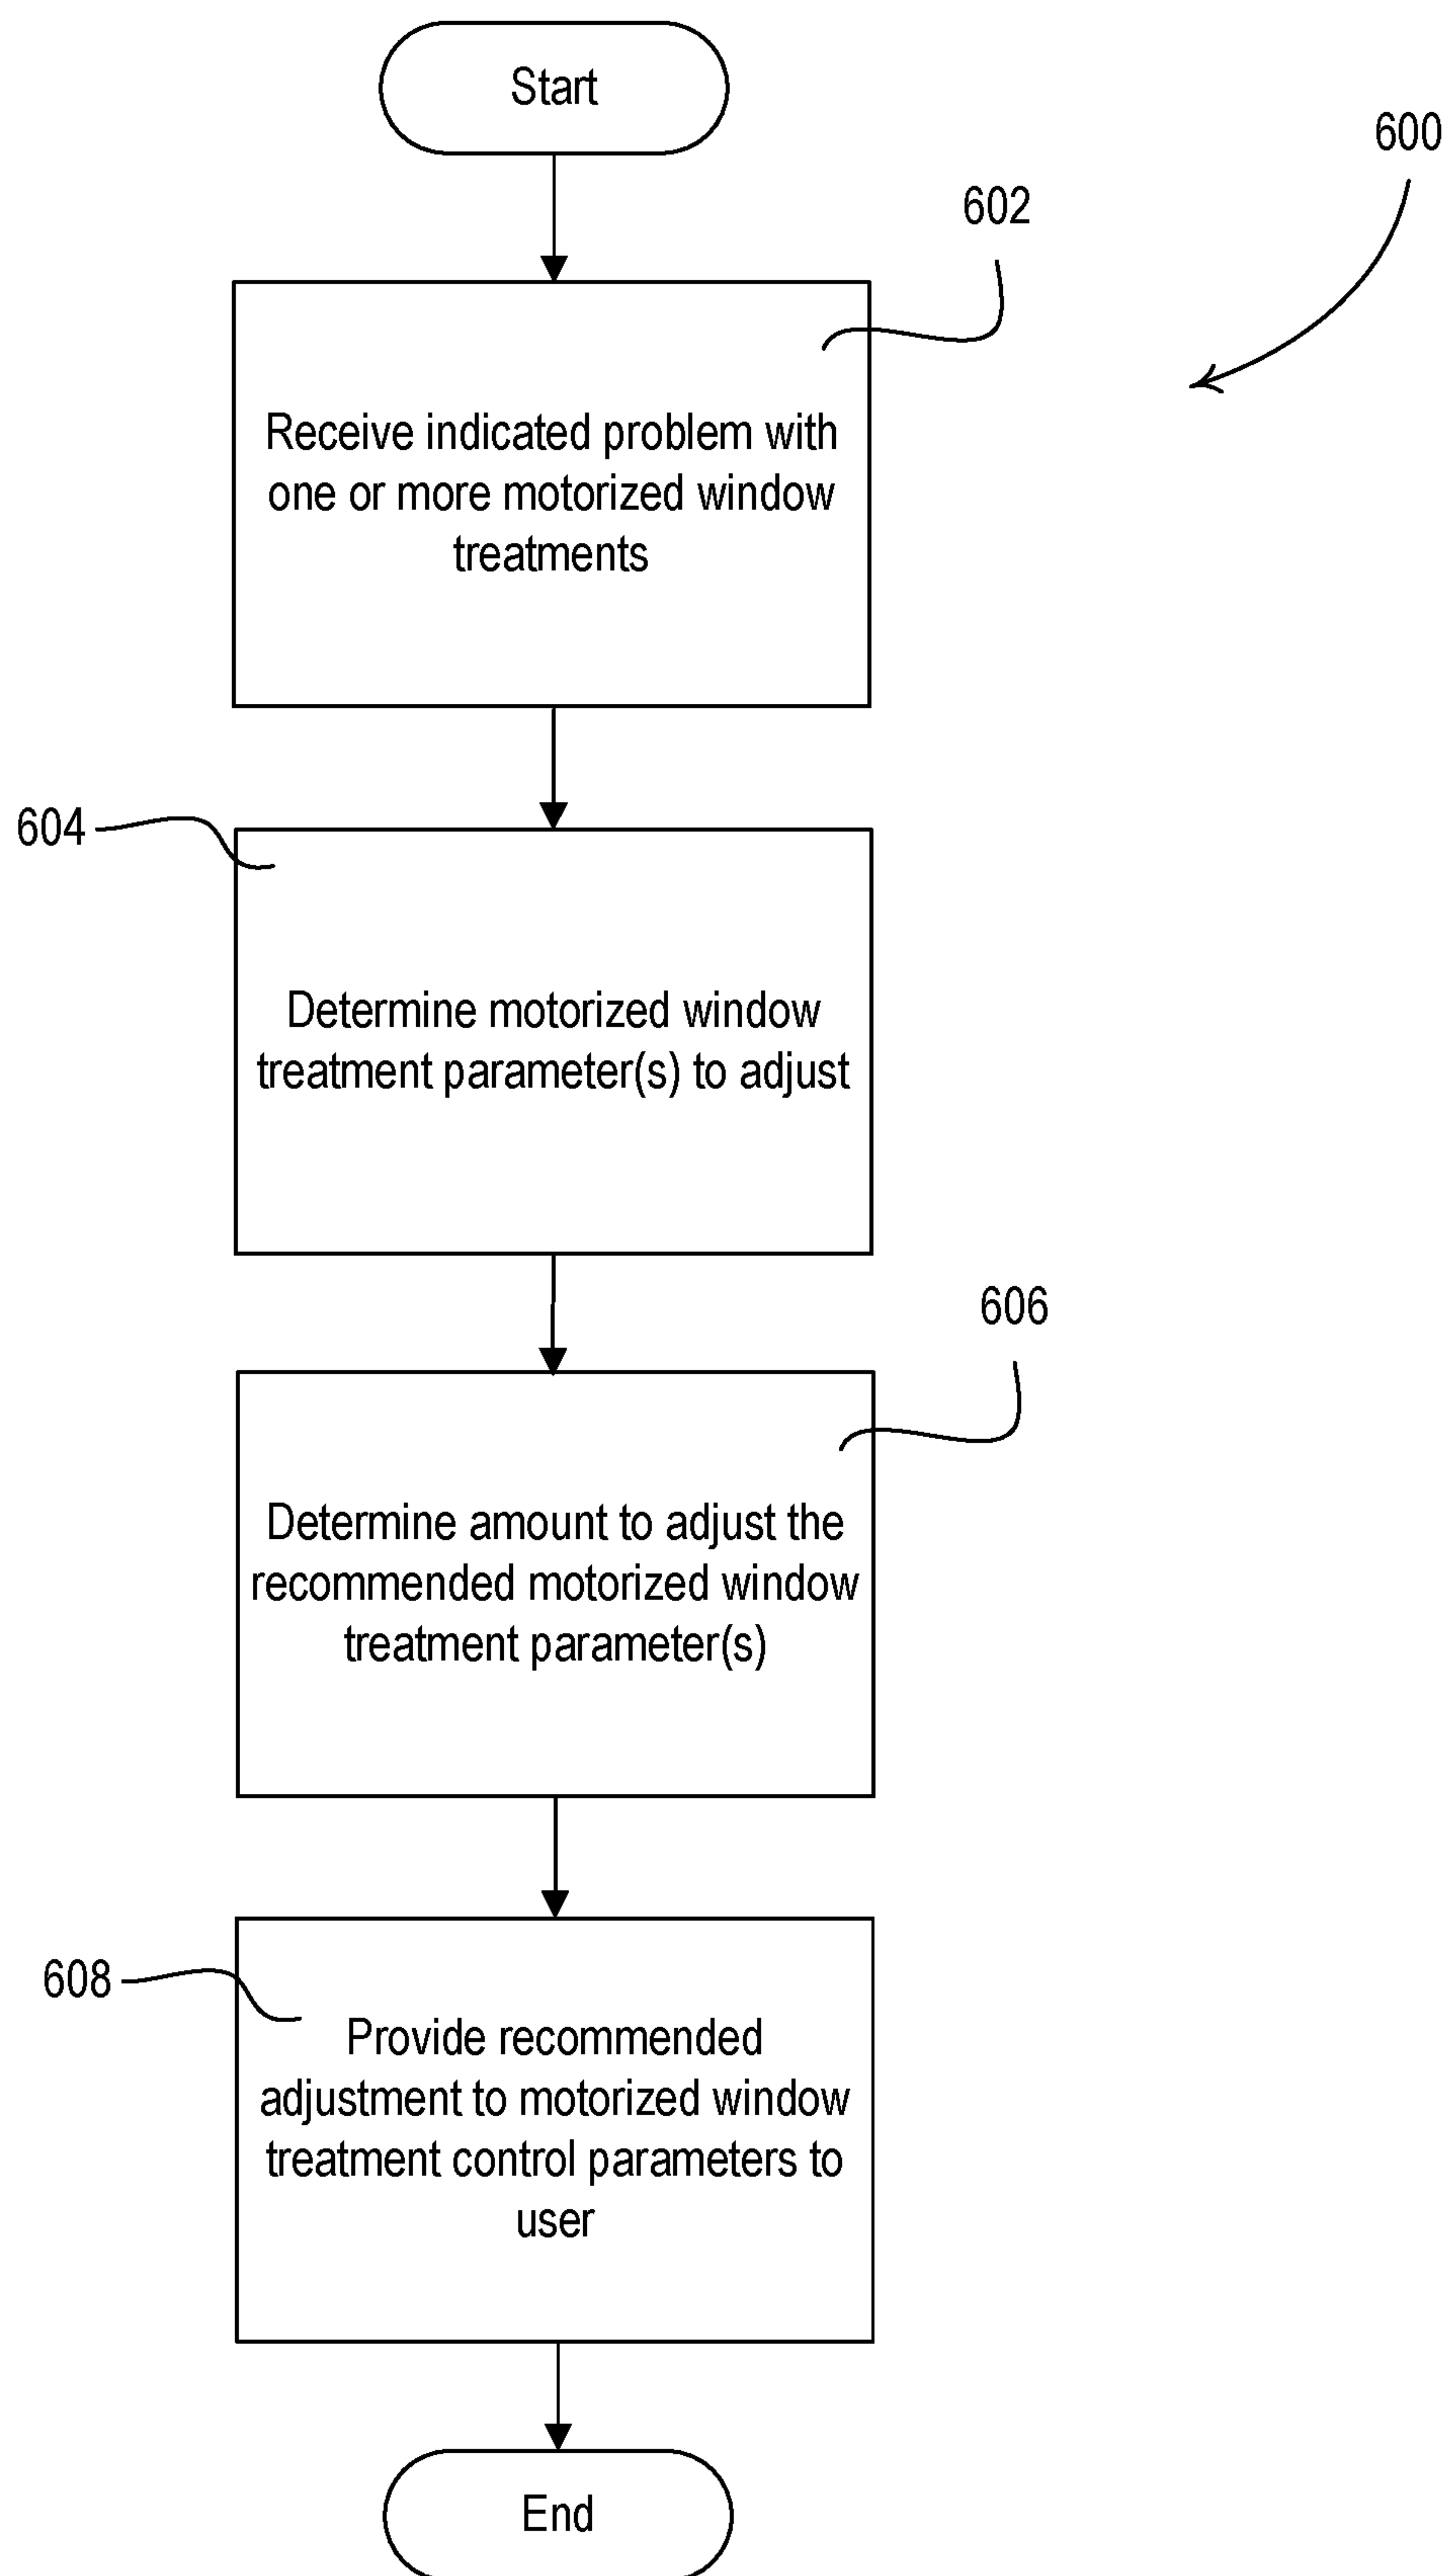 Start
600
602
Receive indicated problem with
one or more motorized window
treatments
604
Determine motorized window
treatment parameter(s) to adjust
606
Determine amount to adjust the
recommended motorized window
treatment parameter(s)
608
Provide recommended
adjustment to motorized window
treatment control parameters to
user
End